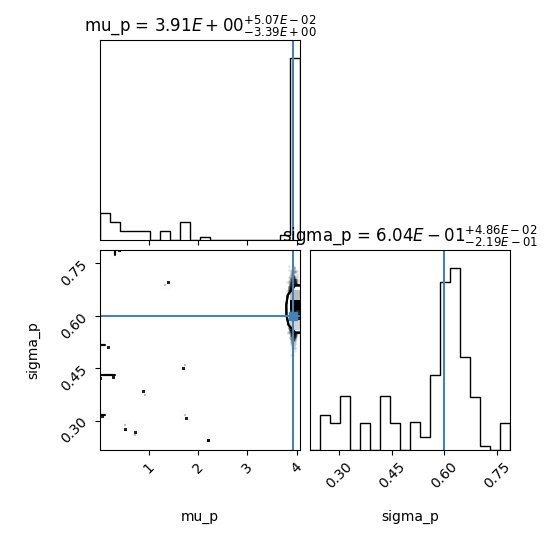 mu_p = 3.91E+00+5.07E−02 −3.39E+00
sigma_p = 6.04E−01+4.86E−02 −2.19E−01
sigma_p
0.75
0.60
0.45
0.30
1 2 3 4
0.30 0.45 0.60 0.75
mu_p
sigma_p